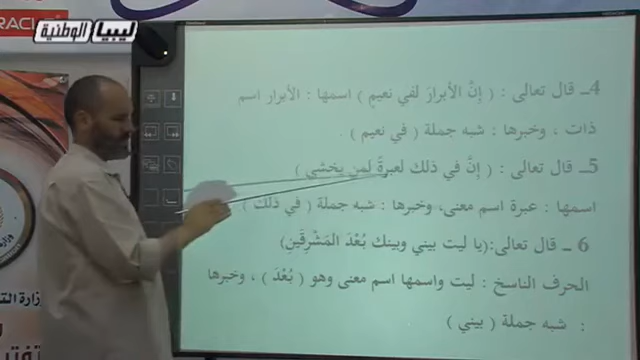 ORACLE
ليبيا الوطنية
4ـ قال تعالى : ( إِنَّ الأبرارَ لفي نعيمٍ ) اسمها : الأبرار اسم
ذات ، وخبرها : شبه جملة ( في نعيم ) .
5ـ قال تعالى : ( إنَّ في ذلك لعبرةً لمن يخشى )
اسمها : عبرة اسم معنى، وخبرها : شبه جملة ( في ذلك )
6 ـ قال تعالى:(يا ليت بيني وبينك بُعْدَ المَشْرِقَينِ)
الحرف الناسخ : ليت واسمها اسم معنى وهو ( بُعْدَ ) ، وخبرها
: شبه جملة ( بيني )
وزارة